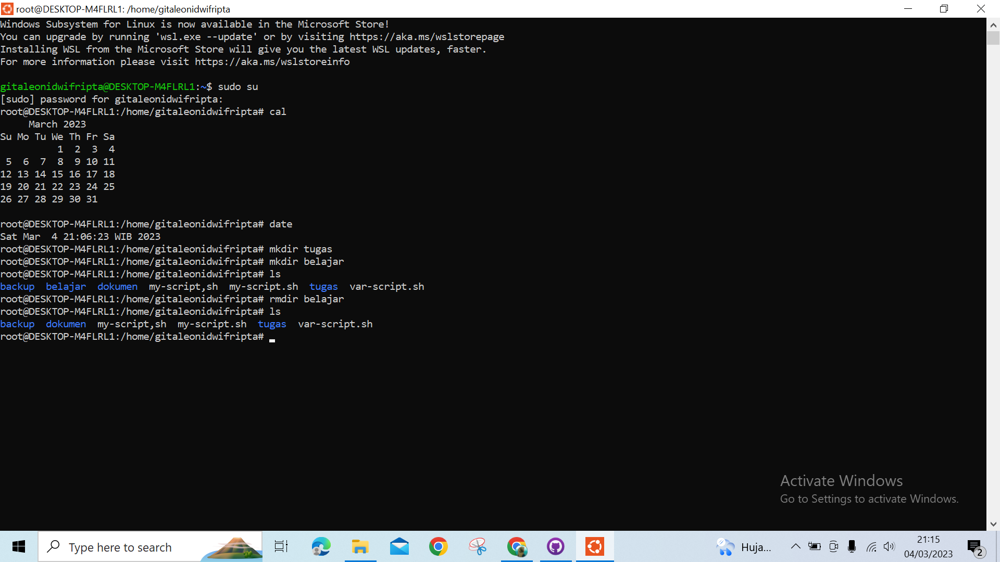 root@DESKTOP-M4FLRL1: /home/gitaleonidwifripta
Windows Subsystem for Linux is now available in the Microsoft Store!
You can upgrade by running 'wsl.exe --update' or by visiting https://aka.ms/wslstorepage
Installing WSL from the Microsoft Store will give you the latest WSL updates, faster.
For more information please visit https://aka.ms/wslstoreinfo
gitaleonidwifripta@DESKTOP-M4FLRL1:~$ sudo su
[sudo] password for gitaleonidwifripta:
root@DESKTOP-M4FLRL1:/home/gitaleonidwifripta# cal
     March 2023
Su Mo Tu We Th Fr Sa
          1  2  3  4
 5  6  7  8  9 10 11
12 13 14 15 16 17 18
19 20 21 22 23 24 25
26 27 28 29 30 31
root@DESKTOP-M4FLRL1:/home/gitaleonidwifripta# date
Sat Mar  4 21:06:23 WIB 2023
root@DESKTOP-M4FLRL1:/home/gitaleonidwifripta# mkdir tugas
root@DESKTOP-M4FLRL1:/home/gitaleonidwifripta# mkdir belajar
root@DESKTOP-M4FLRL1:/home/gitaleonidwifripta# ls
backup  belajar  dokumen  my-script,sh  my-script.sh  tugas  var-script.sh
root@DESKTOP-M4FLRL1:/home/gitaleonidwifripta# rmdir belajar
root@DESKTOP-M4FLRL1:/home/gitaleonidwifripta# ls
backup  dokumen  my-script,sh  my-script.sh  tugas  var-script.sh
root@DESKTOP-M4FLRL1:/home/gitaleonidwifripta#
Activate Windows
Go to Settings to activate Windows.
Type here to search
Huja...
21:15
04/03/2023
2